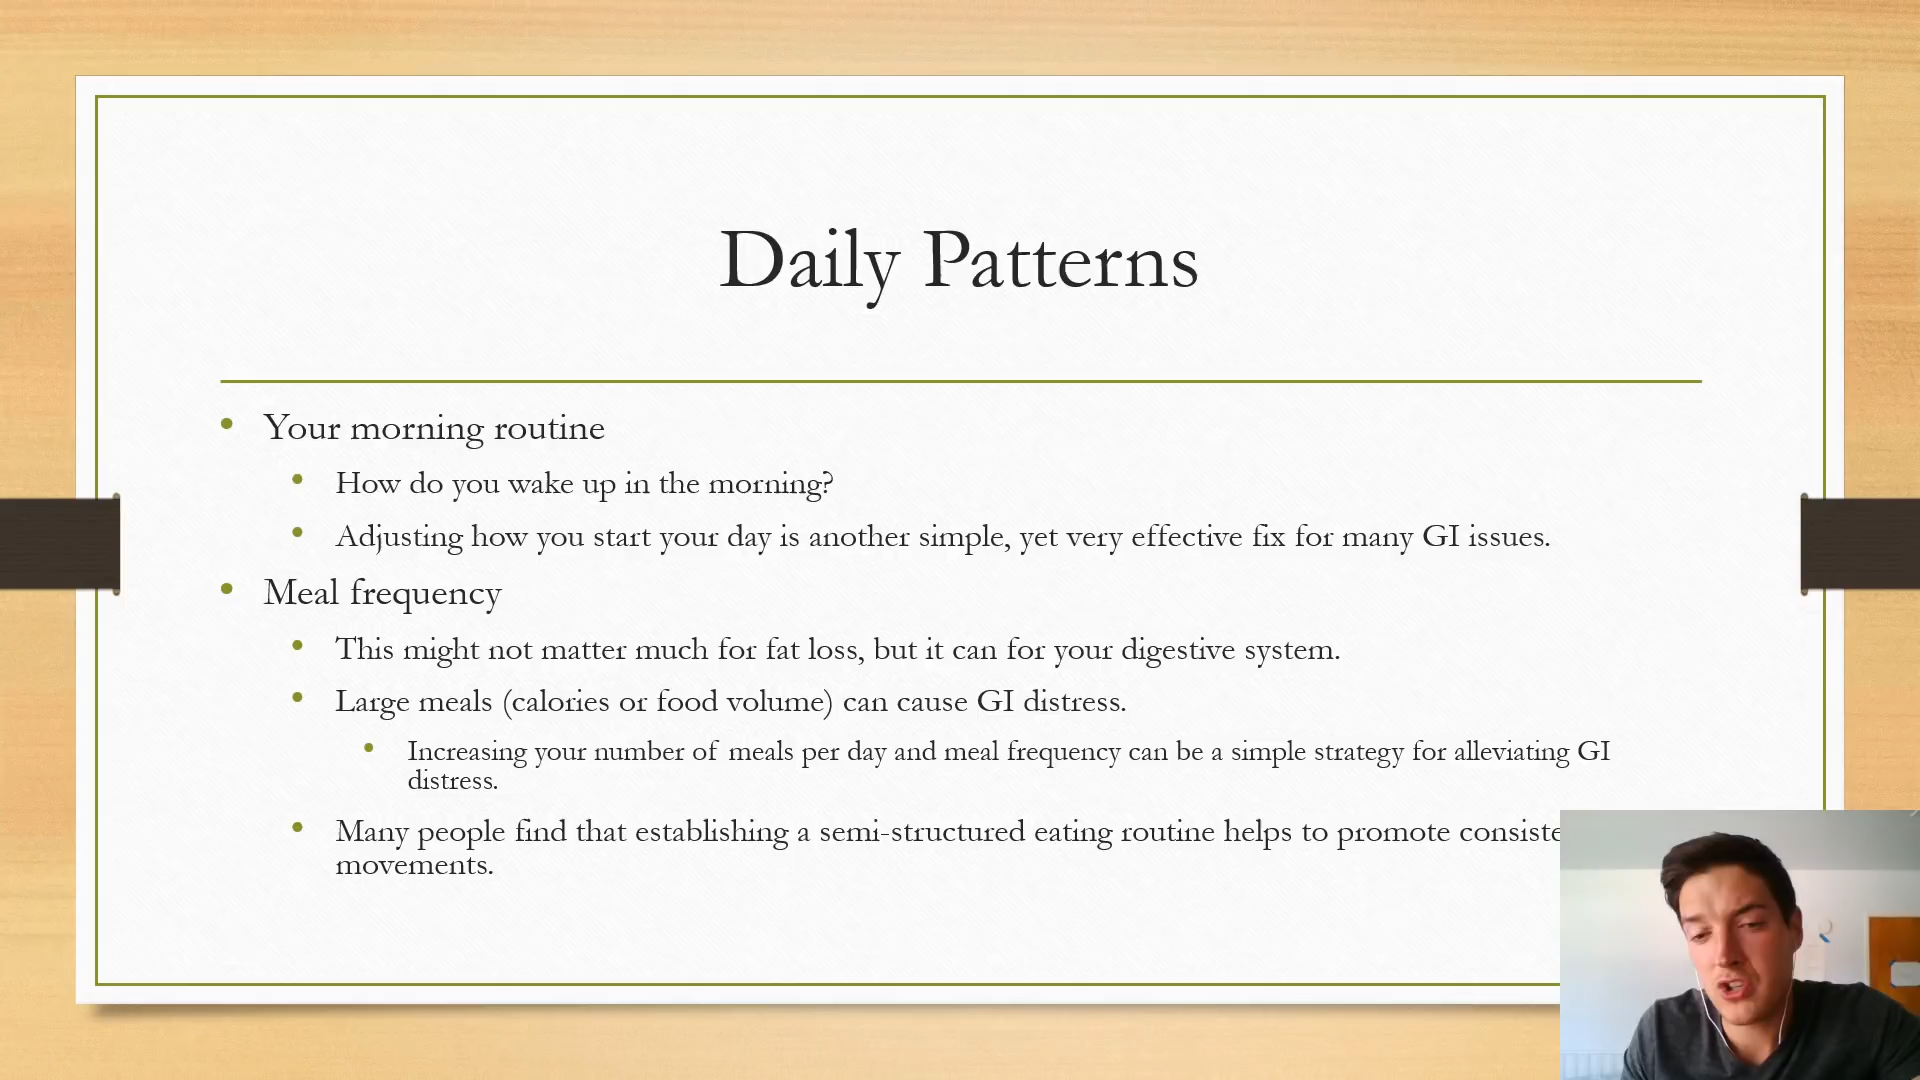 Daily Patterns
Your morning routine
How do you wake up in the morning?
Adjusting how you start your day is another simple, yet very effective fix for many GI issues.
Meal frequency
This might not matter much for fat loss, but it can for your digestive system.
Large meals (calories or food volume) can cause GI distress.
Increasing your number of meals per day and meal frequency can be a simple strategy for alleviating GI
distress.
Many people find that establishing a semi-structured eating routine helps to promote
movements.